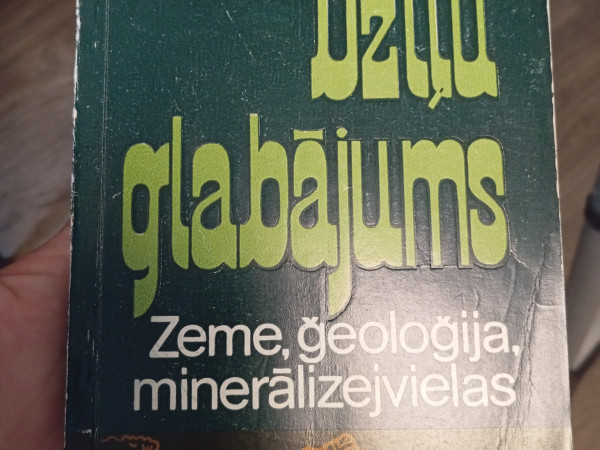 Dzīļu
glabājums
Zeme, ģeoloģija,
minerālizejvielas